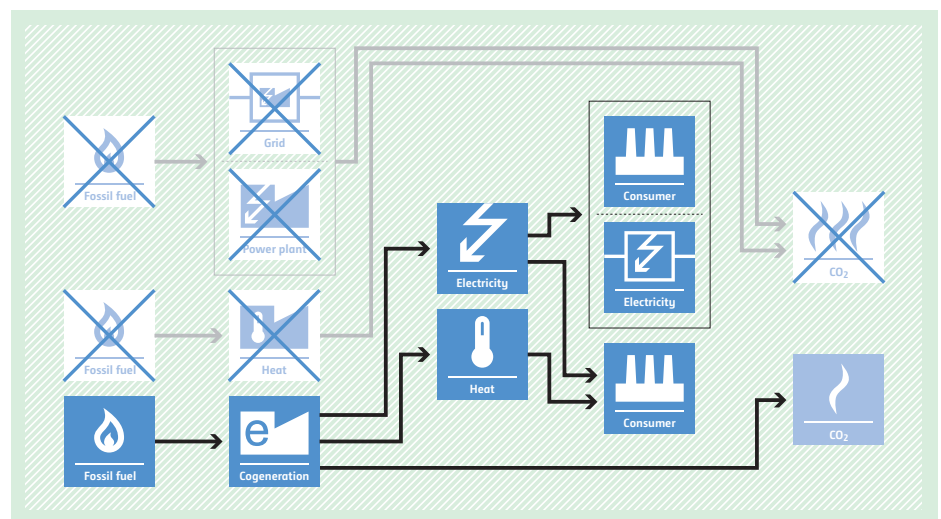 Grid
Fossil fuel
Power plant
Consumer
Electricity
Electricity
CO₂
Fossil fuel
Heat
Heat
Consumer
Fossil fuel
e
Cogeneration
CO₂